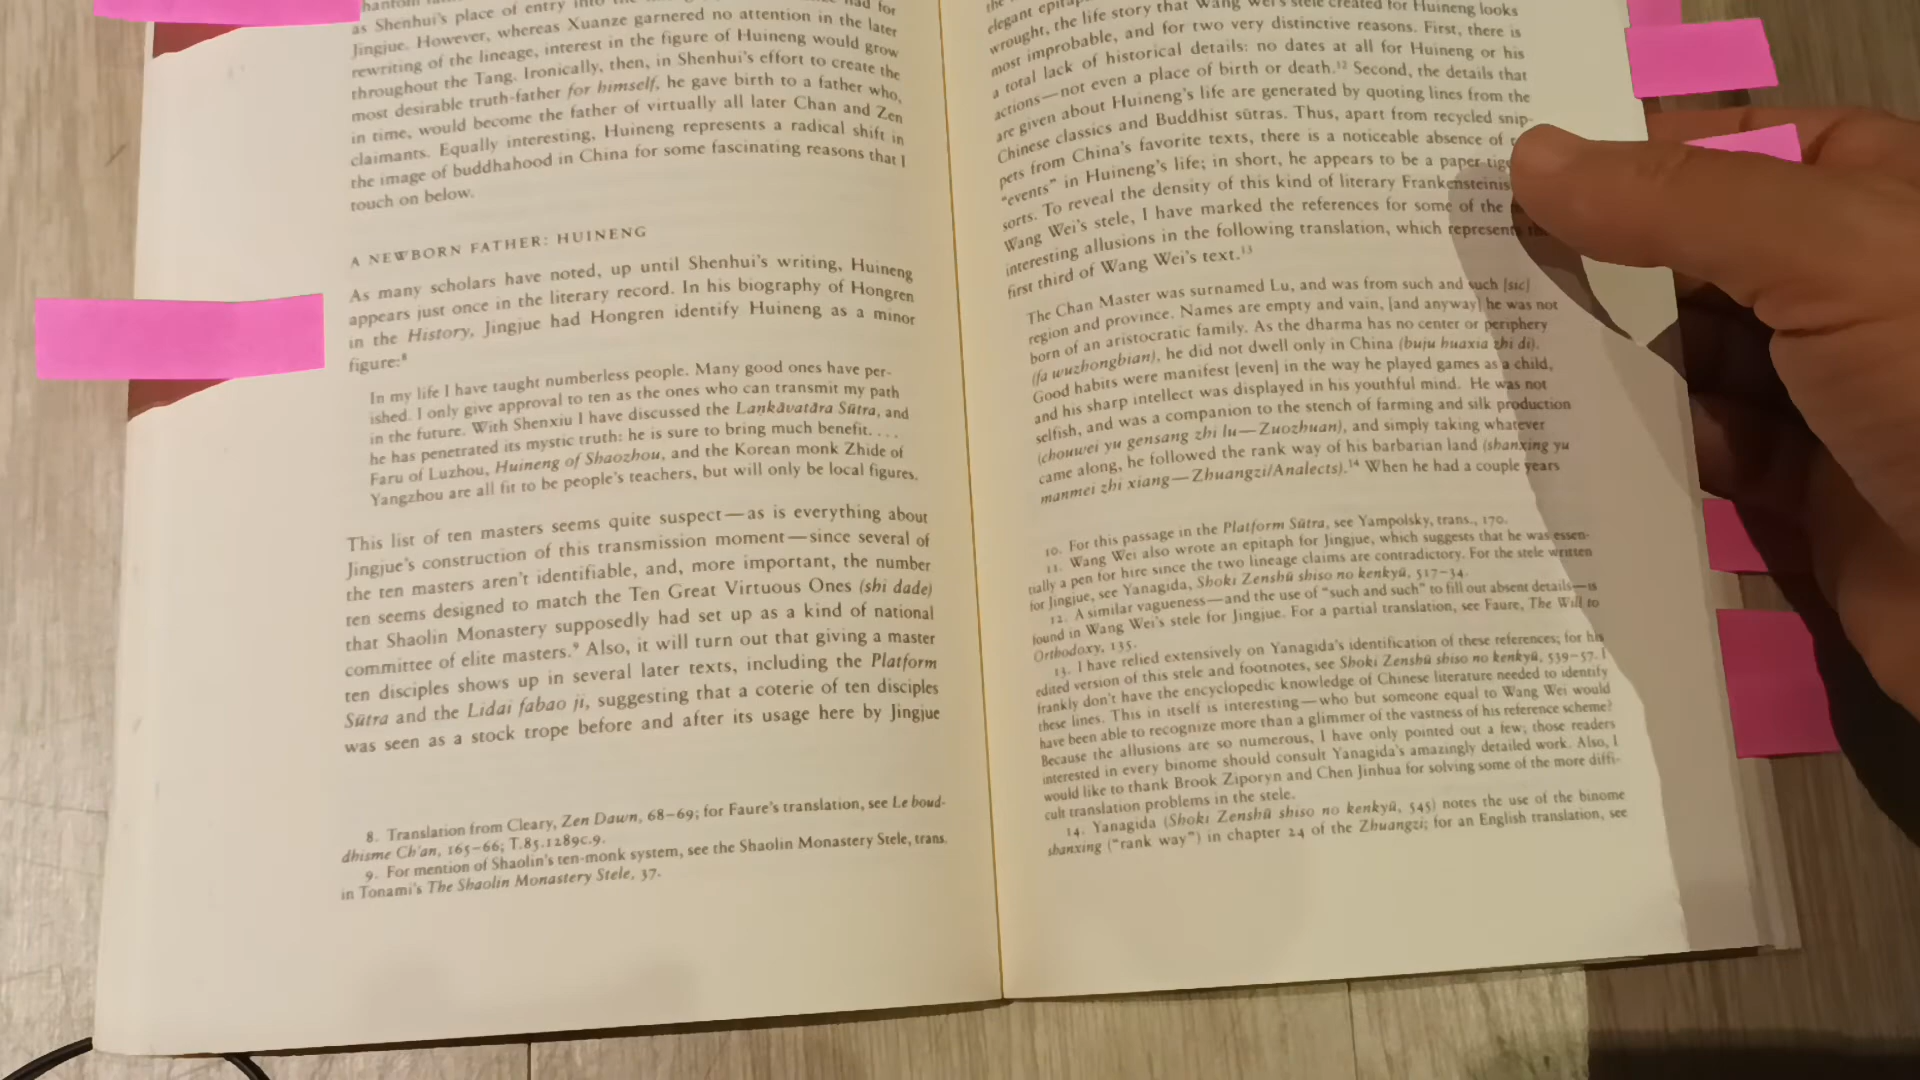 as Shenhui's place of entry into the
Jingjue. However, whereas Xuanze garnered no attention in the later
rewriting of the lineage, interest in the figure of Huineng would grow
throughout the Tang. Ironically, then, in Shenhui's effort to create the
most desirable truth-father for himself, he gave birth to a father who,
in time, would become the father of virtually all later Chan and Zen
claimants. Equally interesting, Huineng represents a radical shift in
the image of buddhahood in China for some fascinating reasons that I
touch on below.
A NEWBORN FATHER: HUINENG
As many scholars have noted, up until Shenhui's writing, Huineng
appears just once in the literary record. In his biography of Hongren
in the History, Jingjue had Hongren identify Huineng as a minor
figure:⁸
In my life I have taught numberless people. Many good ones have per-
ished. I only give approval to ten as the ones who can transmit my path
in the future. With Shenxiu I have discussed the Laṅkāvatāra Sūtra, and
he has penetrated its mystic truth: he is sure to bring much benefit. . . .
Faru of Luzhou, Huineng of Shaozhou, and the Korean monk Zhide of
Yangzhou are all fit to be people's teachers, but will only be local figures.
This list of ten masters seems quite suspect—as is everything about
Jingjue's construction of this transmission moment—since several of
the ten masters aren't identifiable, and, more important, the number
ten seems designed to match the Ten Great Virtuous Ones (shi dade)
that Shaolin Monastery supposedly had set up as a kind of national
committee of elite masters.⁹ Also, it will turn out that giving a master
ten disciples shows up in several later texts, including the Platform
Sūtra and the Lidai fabao ji, suggesting that a coterie of ten disciples
was seen as a stock trope before and after its usage here by Jingjue
8. Translation from Cleary, Zen Dawn, 68–69; for Faure's translation, see Le boud-
dhisme Ch'an, 165–66; T.85.1289c.9.
9. For mention of Shaolin's ten-monk system, see the Shaolin Monastery Stele, trans.
in Tonami's The Shaolin Monastery Stele, 37.
wrought, the life story that Wang Wei's stele created for Huineng looks
most improbable, and for two very distinctive reasons. First, there is
a total lack of historical details: no dates at all for Huineng or his
actions—not even a place of birth or death.¹² Second, the details that
are given about Huineng's life are generated by quoting lines from the
Chinese classics and Buddhist sūtras. Thus, apart from recycled snip-
pets from China's favorite texts, there is a noticeable absence of
"events" in Huineng's life; in short, he appears to be a paper
sorts. To reveal the density of this kind of literary
Wang Wei's stele, I have marked the references for some of the
interesting allusions in the following translation, which
first third of Wang Wei's text.¹³
The Chan Master was surnamed Lu, and was from such and such [sic]
region and province. Names are empty and vain, [and anyway] he was not
born of an aristocratic family. As the dharma has no center or periphery
(fa wuzhongbian), he did not dwell only in China (buju huaxia zhi di).
Good habits were manifest [even] in the way he played games as a child,
and his sharp intellect was displayed in his youthful mind. He was not
selfish, and was a companion to the stench of farming and silk production
(chouwei yu gensang zhi lu—Zuozhuan), and simply taking whatever
came along, he followed the rank way of his barbarian land (shanxing yu
manmei zhi xiang—Zhuangzi/Analects).¹⁴ When he had a couple years
10. For this passage in the Platform Sūtra, see Yampolsky, trans., 170.
11. Wang Wei also wrote an epitaph for Jingjue, which suggests that he was essen-
tially a pen for hire since the two lineage claims are contradictory. For the stele written
for Jingjue, see Yanagida, Shoki Zenshū shiso no kenkyū, 517–34.
12. A similar vagueness—and the use of "such and such" to fill out absent details—is
found in Wang Wei's stele for Jingjue. For a partial translation, see Faure, The Will to
Orthodoxy, 135.
13. I have relied extensively on Yanagida's identification of these references; for his
edited version of this stele and footnotes, see Shoki Zenshū shiso no kenkyū, 539–57. I
frankly don't have the encyclopedic knowledge of Chinese literature needed to identify
these lines. This in itself is interesting—who but someone equal to Wang Wei would
have been able to recognize more than a glimmer of the vastness of his reference scheme?
Because the allusions are so numerous, I have only pointed out a few; those readers
interested in every binome should consult Yanagida's amazingly detailed work. Also, I
would like to thank Brook Ziporyn and Chen Jinhua for solving some of the more diffi-
cult translation problems in the stele.
14. Yanagida (Shoki Zenshū shiso no kenkyū, 545) notes the use of the binome
shanxing ("rank way") in chapter 24 of the Zhuangzi; for an English translation, see